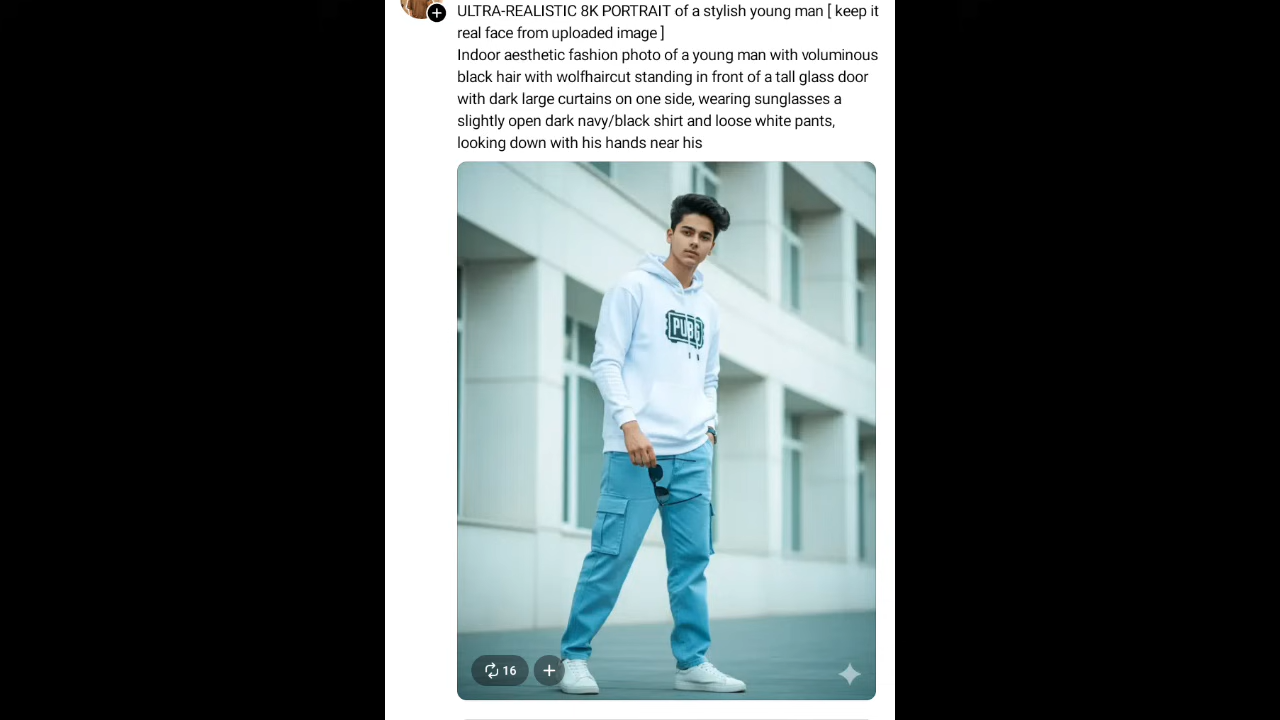 ULTRA-REALISTIC 8K PORTRAIT of a stylish young man [ keep it
real face from uploaded image ]
Indoor aesthetic fashion photo of a young man with voluminous
black hair with wolfhaircut standing in front of a tall glass door
with dark large curtains on one side, wearing sunglasses a
slightly open dark navy/black shirt and loose white pants,
looking down with his hands near his
PUBG
16